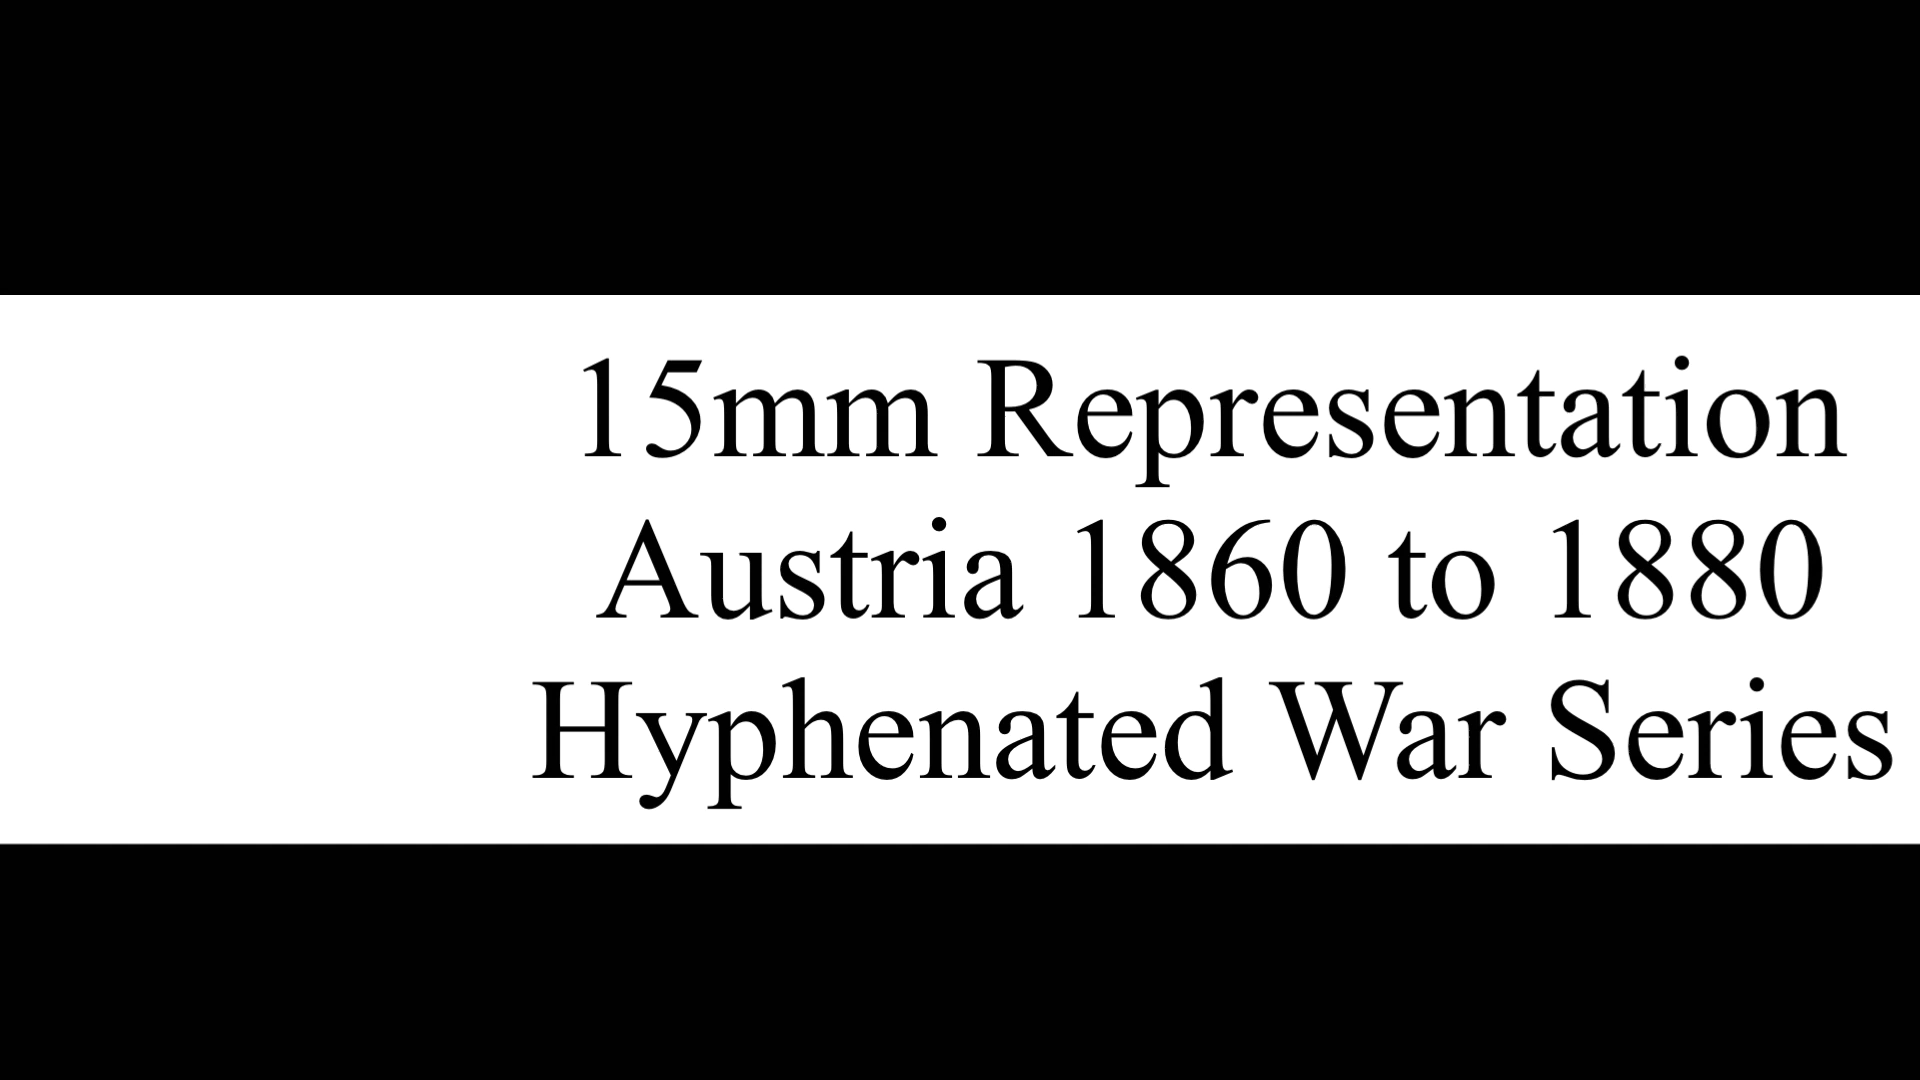 15mm Representation
Austria 1860 to 1880
Hyphenated War Series